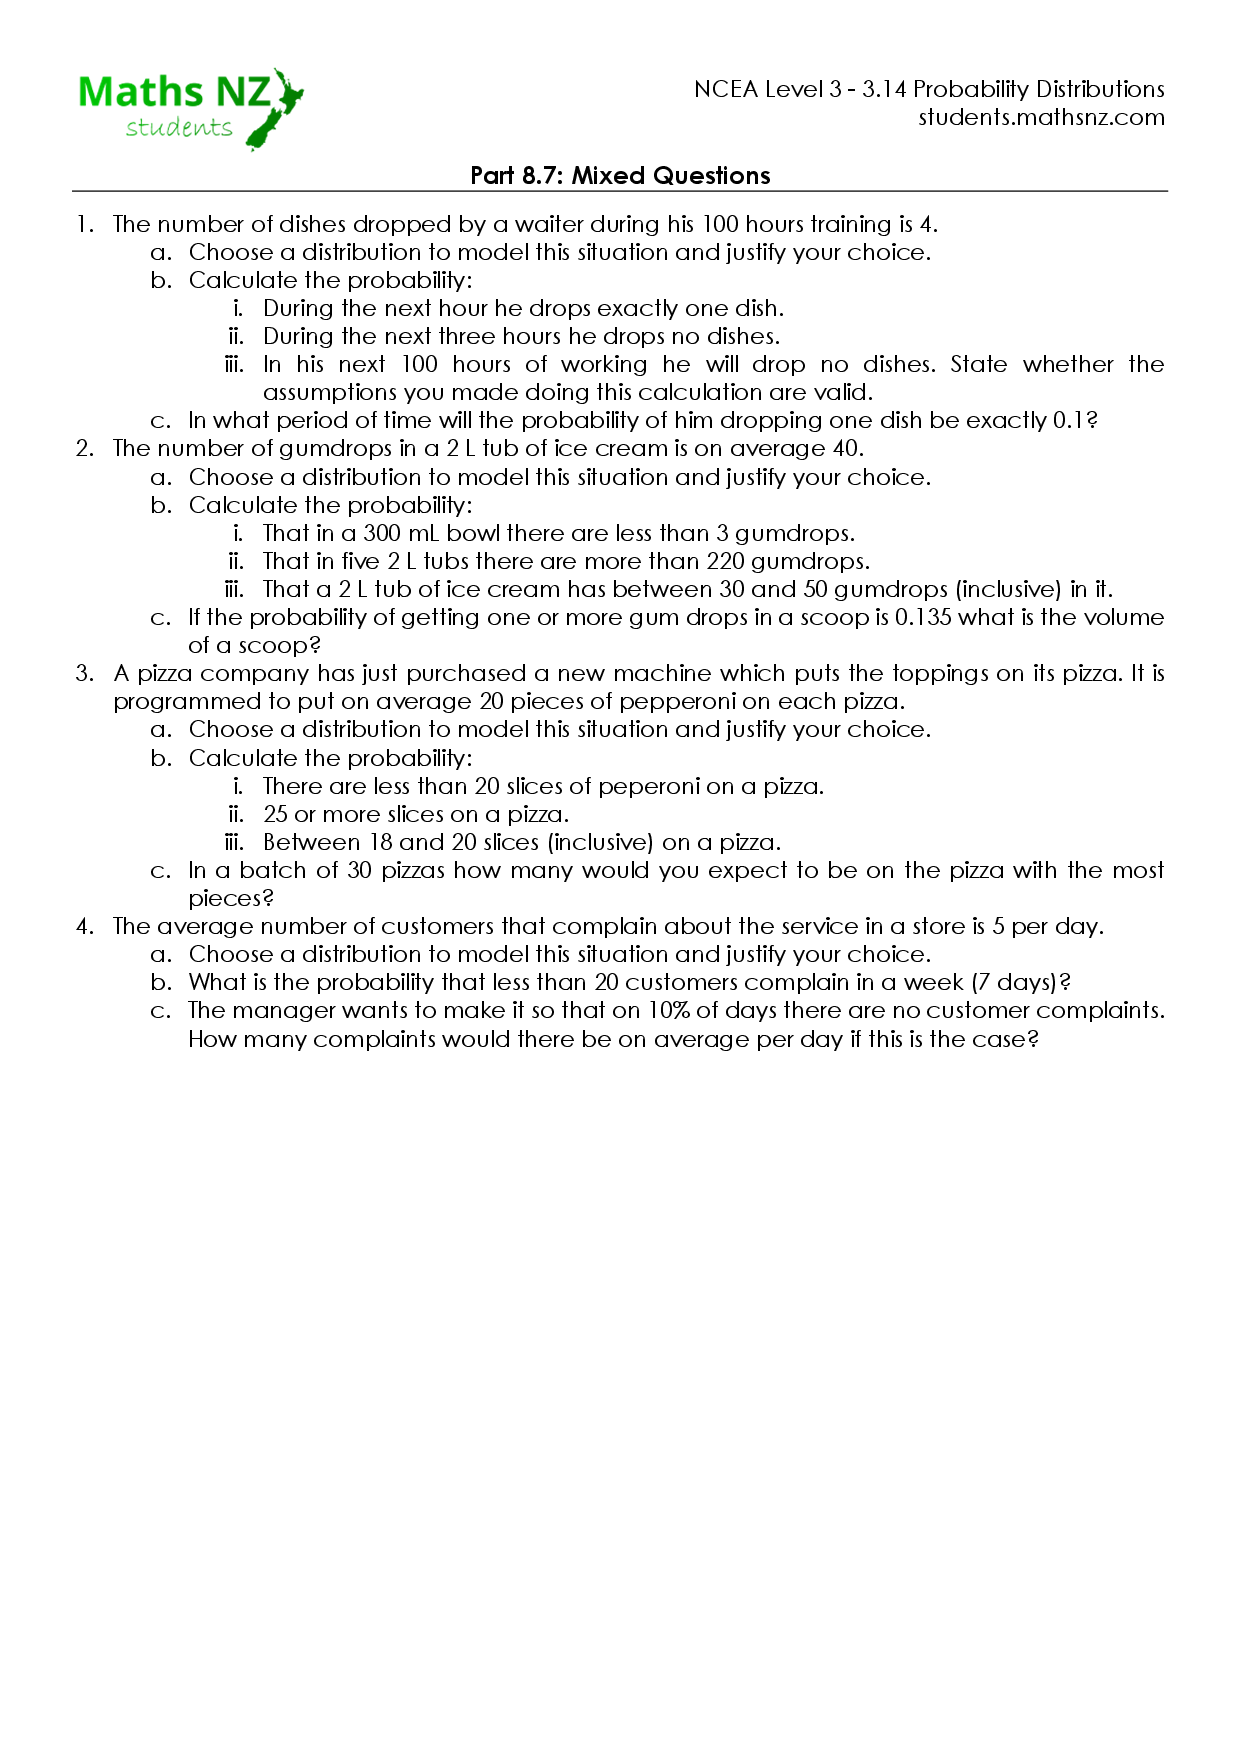 Maths NZ
students
NCEA Level 3 - 3.14 Probability Distributions
students.mathsnz.com
Part 8.7: Mixed Questions
1. The number of dishes dropped by a waiter during his 100 hours training is 4.
a. Choose a distribution to model this situation and justify your choice.
b. Calculate the probability:
i. During the next hour he drops exactly one dish.
ii. During the next three hours he drops no dishes.
iii. In his next 100 hours of working he will drop no dishes. State whether the
assumptions you made doing this calculation are valid.
c. In what period of time will the probability of him dropping one dish be exactly 0.1?
2. The number of gumdrops in a 2 L tub of ice cream is on average 40.
a. Choose a distribution to model this situation and justify your choice.
b. Calculate the probability:
i. That in a 300 mL bowl there are less than 3 gumdrops.
ii. That in five 2 L tubs there are more than 220 gumdrops.
iii. That a 2 L tub of ice cream has between 30 and 50 gumdrops (inclusive) in it.
c. If the probability of getting one or more gum drops in a scoop is 0.135 what is the volume
of a scoop?
3. A pizza company has just purchased a new machine which puts the toppings on its pizza. It is
programmed to put on average 20 pieces of pepperoni on each pizza.
a. Choose a distribution to model this situation and justify your choice.
b. Calculate the probability:
i. There are less than 20 slices of peperoni on a pizza.
ii. 25 or more slices on a pizza.
iii. Between 18 and 20 slices (inclusive) on a pizza.
c. In a batch of 30 pizzas how many would you expect to be on the pizza with the most
pieces?
4. The average number of customers that complain about the service in a store is 5 per day.
a. Choose a distribution to model this situation and justify your choice.
b. What is the probability that less than 20 customers complain in a week (7 days)?
c. The manager wants to make it so that on 10% of days there are no customer complaints.
How many complaints would there be on average per day if this is the case?